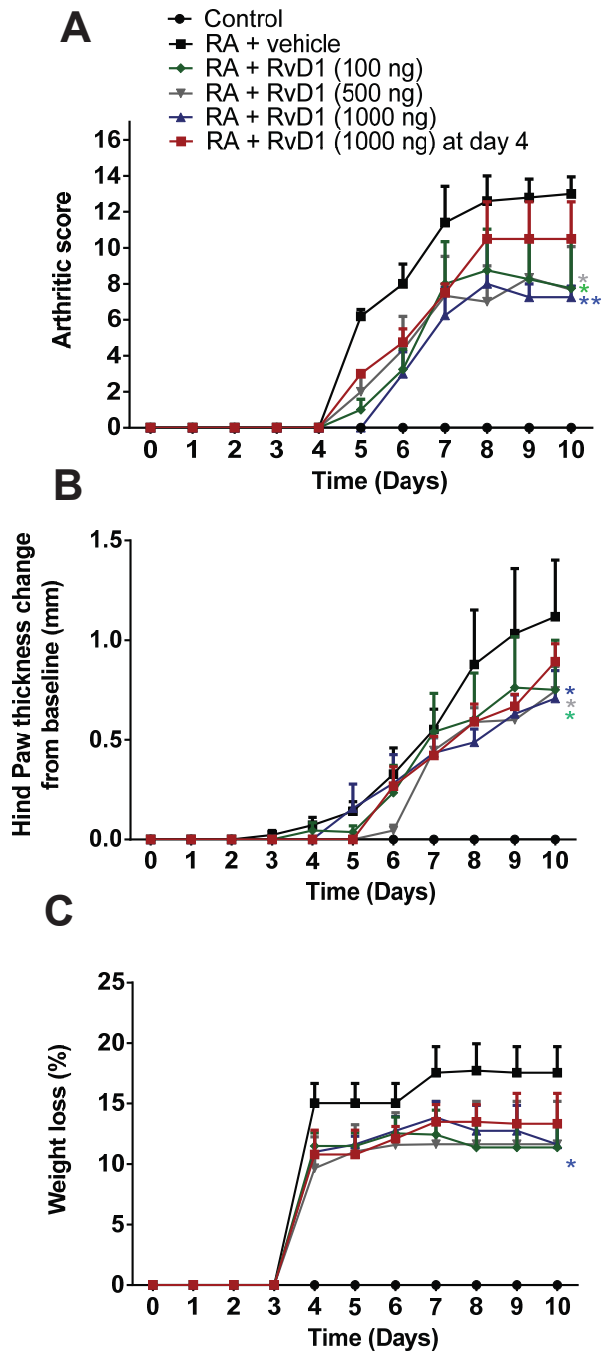 A
Control
RA + vehicle
RA + RvD1 (100 ng)
RA + RvD1 (500 ng)
RA + RvD1 (1000 ng)
RA + RvD1 (1000 ng) at day 4
Arthritic score
16
14
12
10
8
6
4
2
0
*
*
**
0 1 2 3 4 5 6 7 8 9 10
Time (Days)
B
Hind Paw thickness change
from baseline (mm)
1.5
1.0
0.5
0.0
*
*
*
0 1 2 3 4 5 6 7 8 9 10
Time (Days)
C
Weight loss (%)
25
20
15
10
5
0
*
0 1 2 3 4 5 6 7 8 9 10
Time (Days)